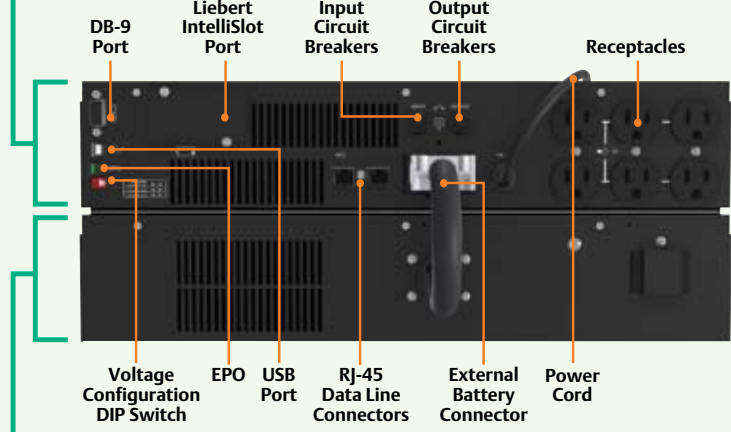 DB-9
Port
Liebert
IntelliSlot
Port
Input
Circuit
Breakers
Output
Circuit
Breakers
Receptacles
Voltage
Configuration
DIP Switch
EPO
USB
Port
RJ-45
Data Line
Connectors
External
Battery
Connector
Power
Cord